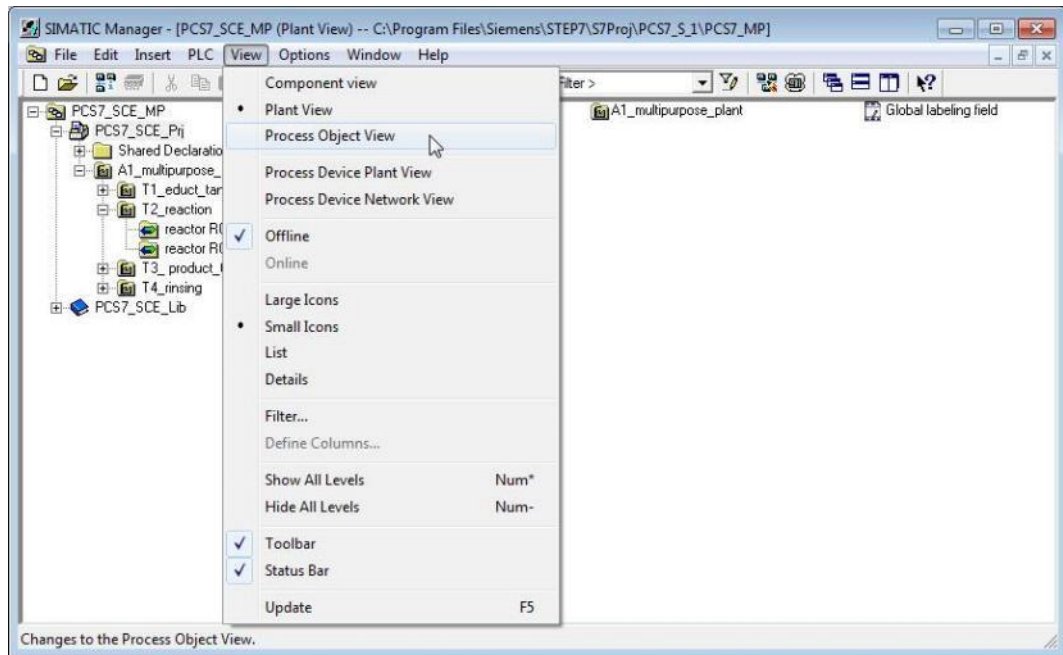 SIMATIC Manager - [PCS7_SCE_MP (Plant View) -- C:\Program Files\Siemens\STEP7\S7Proj\PCS7_S_1\PCS7_MP]
File Edit Insert PLC View Options Window Help
Filter >
PCS7_SCE_MP
PCS7_SCE_Prj
Shared Declaratio
A1_multipurpose_
T1_educt_tar
T2_reaction
reactor R0
reactor R0
T3_ product_t
T4_rinsing
PCS7_SCE_Lib
Component view
Plant View
Process Object View
Process Device Plant View
Process Device Network View
Offline
Online
Large Icons
Small Icons
List
Details
Filter...
Define Columns...
Show All Levels Num*
Hide All Levels Num-
Toolbar
Status Bar
Update F5
A1_multipurpose_plant
Global labeling field
Changes to the Process Object View.